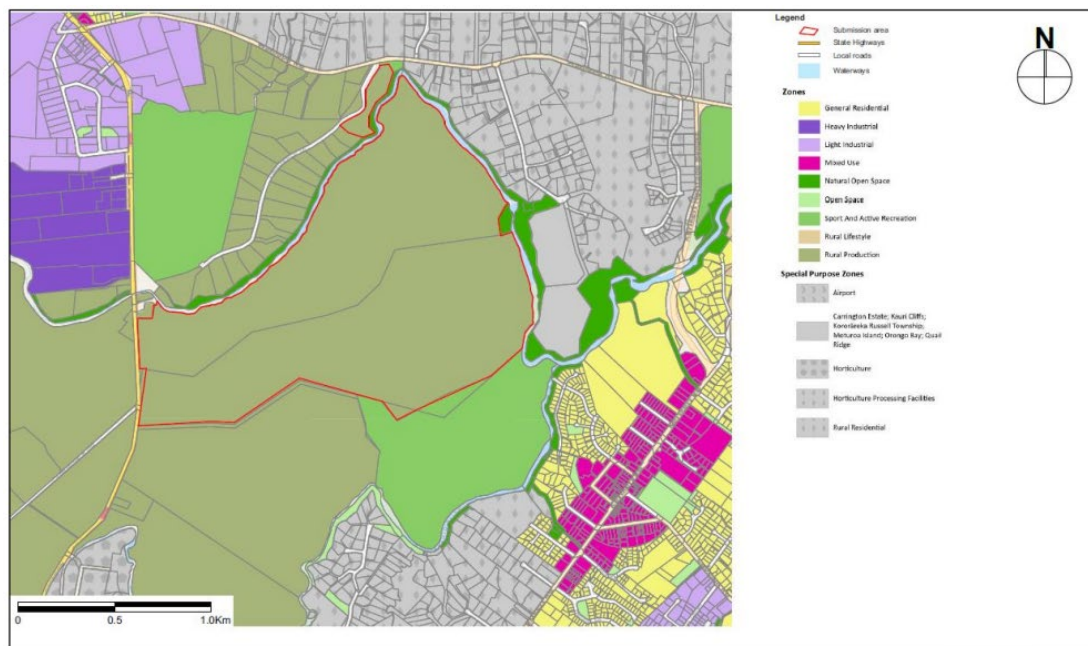 Legend
Submission area
State Highways
Local roads
Waterways
Zones
General Residential
Heavy Industrial
Light Industrial
Mixed Use
Natural Open Space
Open Space
Sport And Active Recreation
Rural Lifestyle
Rural Production
Special Purpose Zones
Airport
Carrington Estate; Kauri Cliffs;
Kororāreka Russell Township;
Moturoa Island; Orongo Bay; Quail
Ridge
Horticulture
Horticulture Processing Facilities
Rural Residential
N
0 0.5 1.0Km